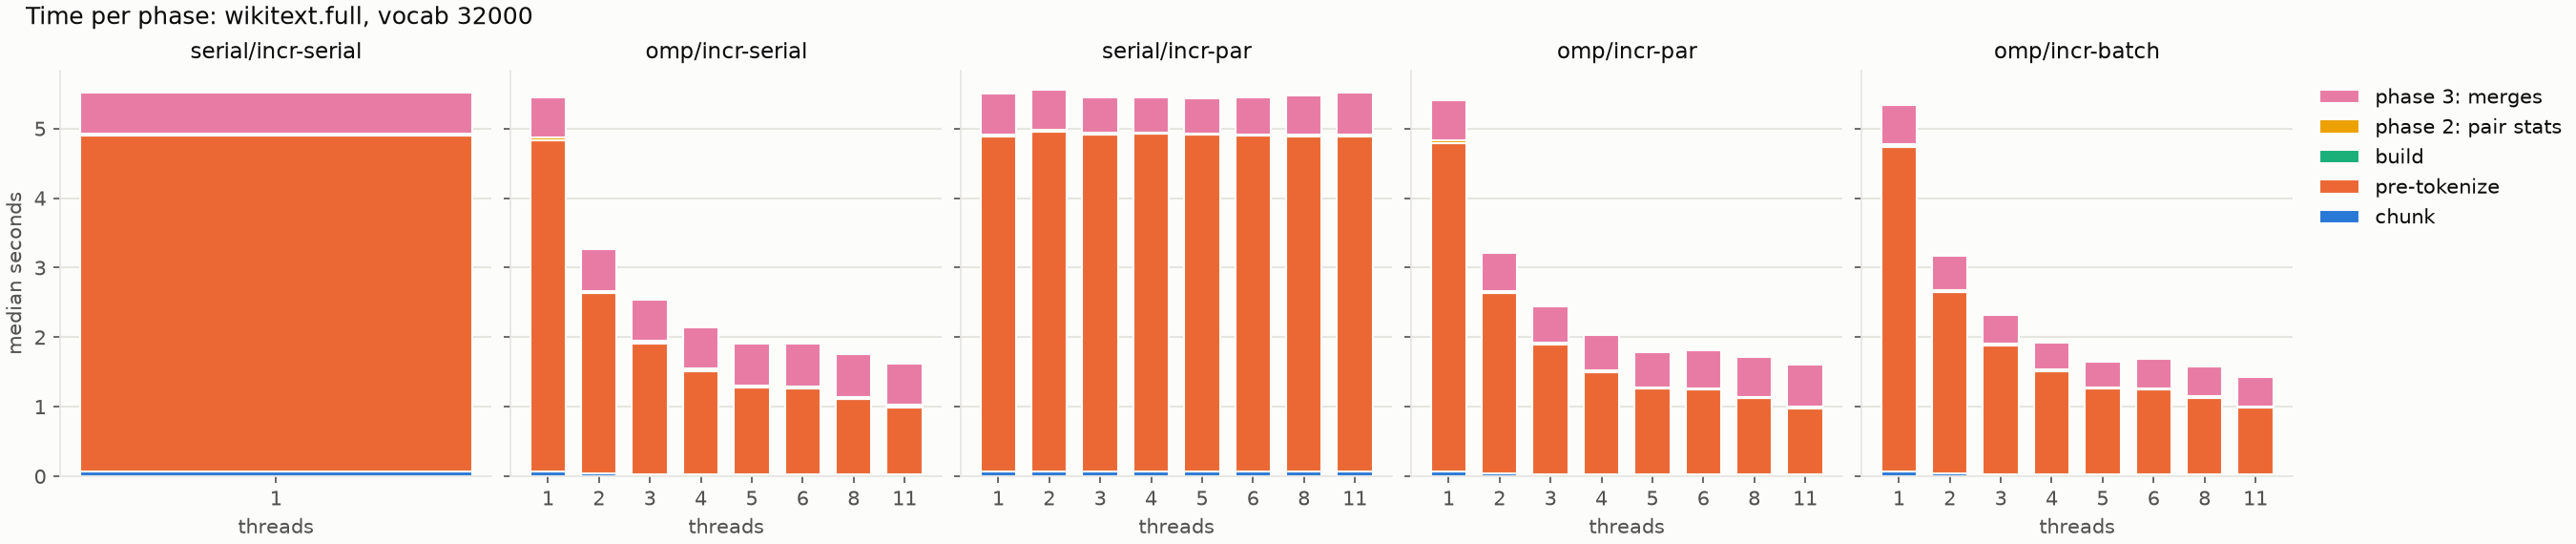 Time per phase: wikitext.full, vocab 32000
serial/incr-serial
omp/incr-serial
serial/incr-par
omp/incr-par
omp/incr-batch
median seconds
5
4
3
2
1
0
1
threads
1 2 3 4 5 6 8 11
threads
1 2 3 4 5 6 8 11
threads
1 2 3 4 5 6 8 11
threads
1 2 3 4 5 6 8 11
threads
phase 3: merges
phase 2: pair stats
build
pre-tokenize
chunk